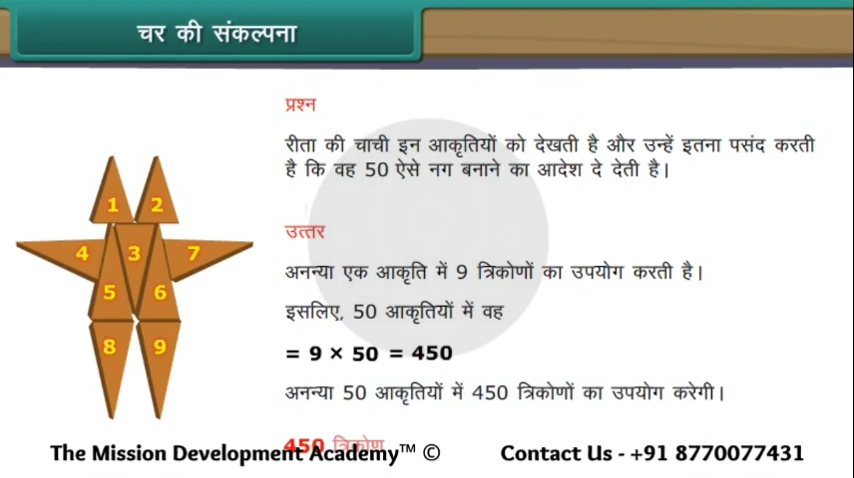 चर की संकल्पना
प्रश्न
रीता की चाची इन आकृतियों को देखती है और उन्हें इतना पसंद करती
है कि वह 50 ऐसे नग बनाने का आदेश दे देती है।
उत्तर
अनन्या एक आकृति में 9 त्रिकोणों का उपयोग करती है।
इसलिए, 50 आकृतियों में वह
= 9 × 50 = 450
अनन्या 50 आकृतियों में 450 त्रिकोणों का उपयोग करेगी।
450 त्रिकोण
1 2
4 3 7
5 6
8 9
The Mission Development Academy™ © Contact Us - +91 8770077431